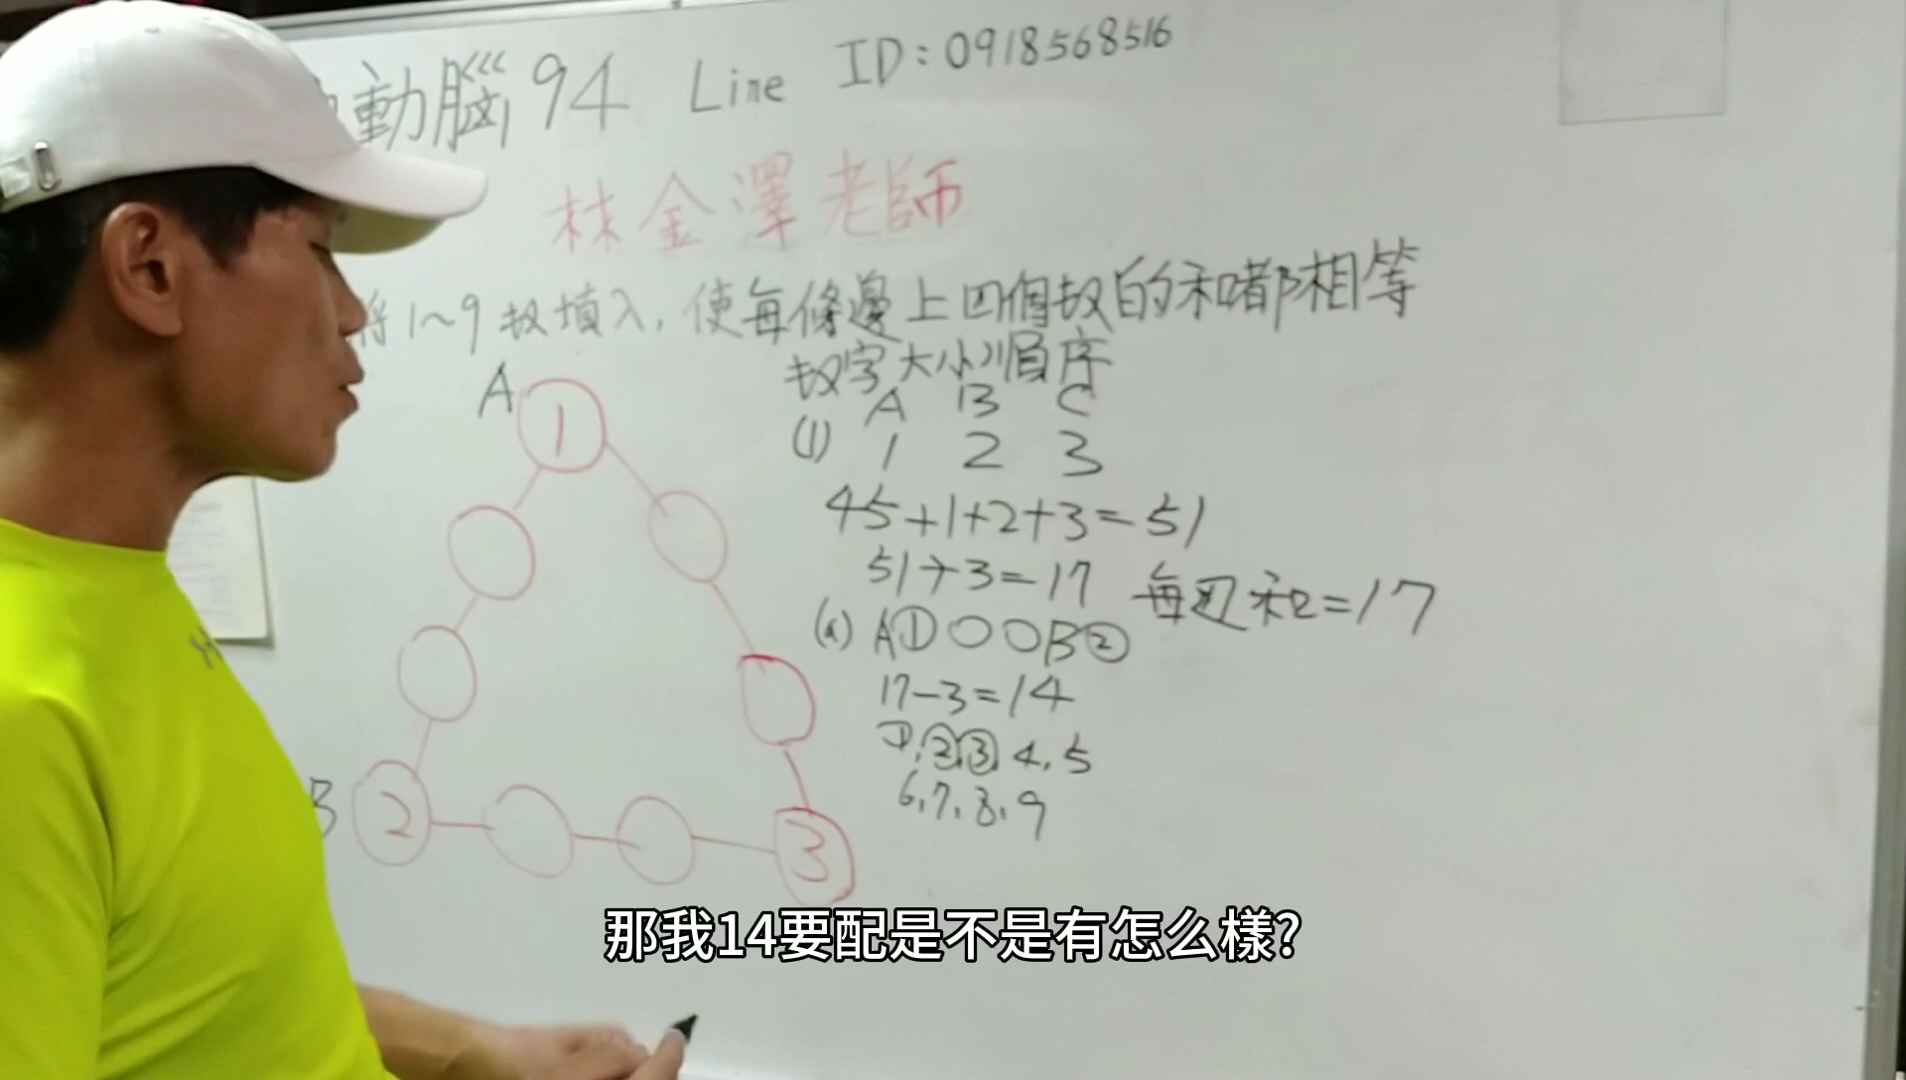 動腦94 Line ID:0918568516
林金澤老師
將1~9数填入,使每條邊上四個数的和都相等
数字大小順序
A A B C
1 (1) 1 2 3
45+1+2+3=51
51÷3=17 每边和=17
(a) A①○○B②
17-3=14
①,②,③,4,5
6,7,8,9
B 2 3
那我14要配是不是有怎么樣?